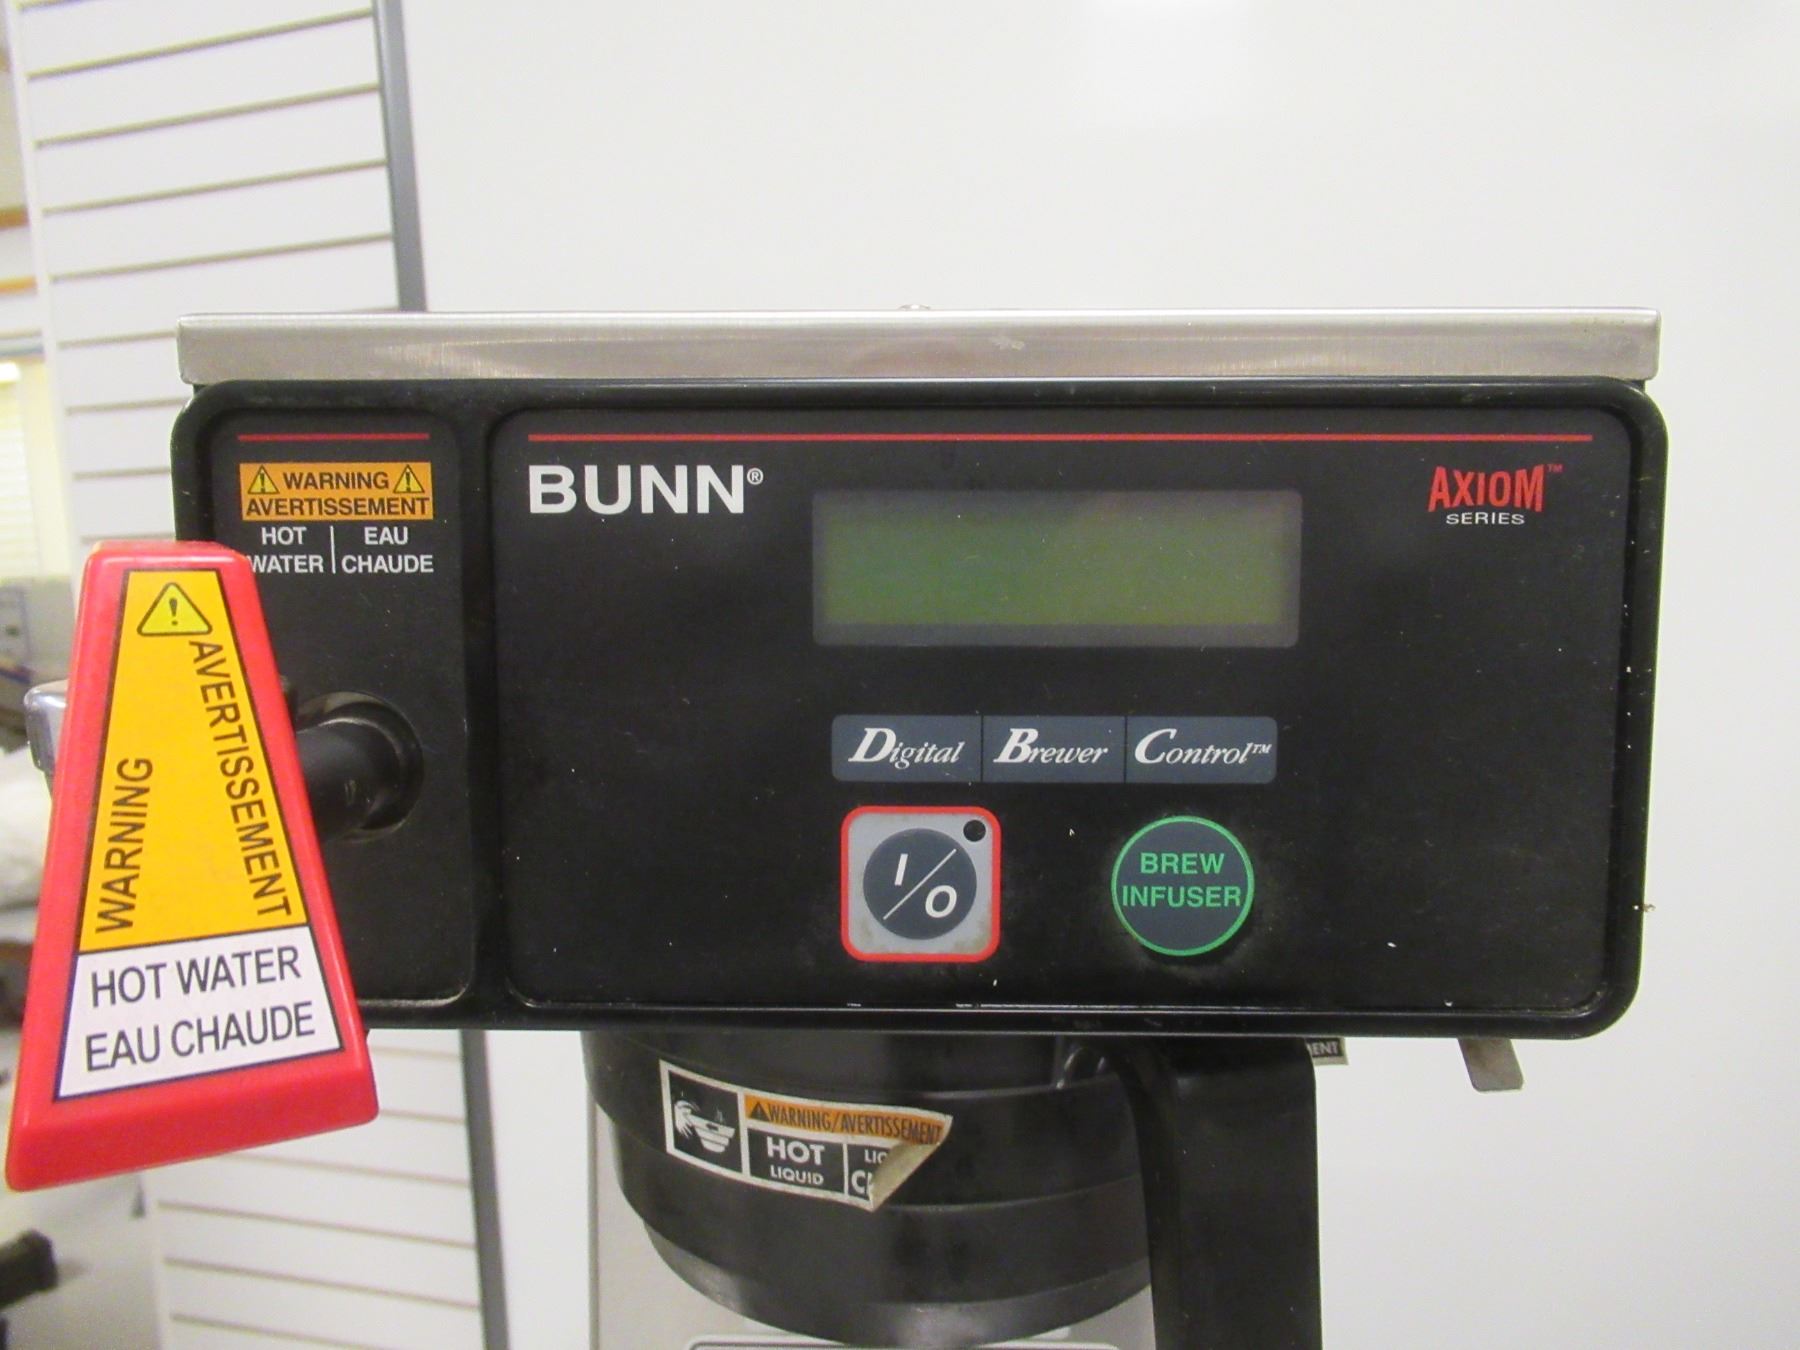 WARNING
AVERTISSEMENT
HOT WATER
EAU CHAUDE
BUNN®
AXIOM™
SERIES
Digital Brewer Control™
I/O
BREW
INFUSER
WARNING
AVERTISSEMENT
HOT WATER
EAU CHAUDE
WARNING/AVERTISSEMENT
HOT
LIQUID